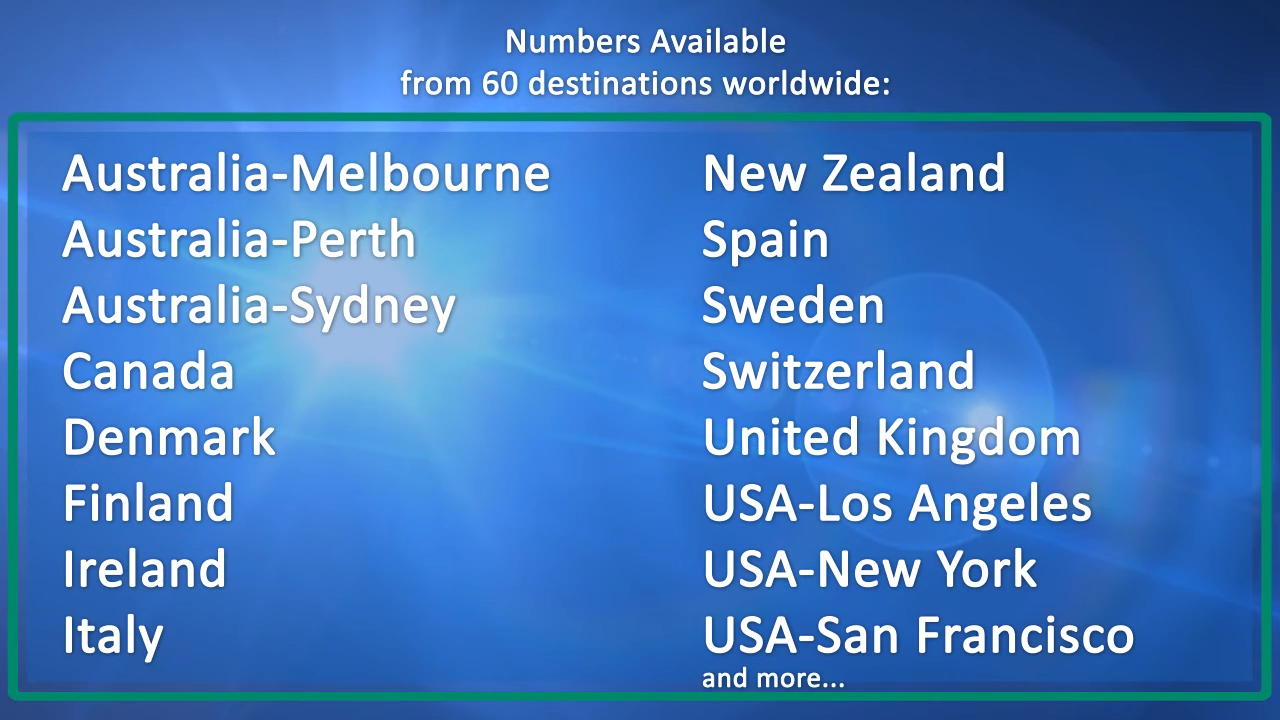 Numbers Available
from 60 destinations worldwide:
Australia-Melbourne
Australia-Perth
Australia-Sydney
Canada
Denmark
Finland
Ireland
Italy
New Zealand
Spain
Sweden
Switzerland
United Kingdom
USA-Los Angeles
USA-New York
USA-San Francisco
and more...